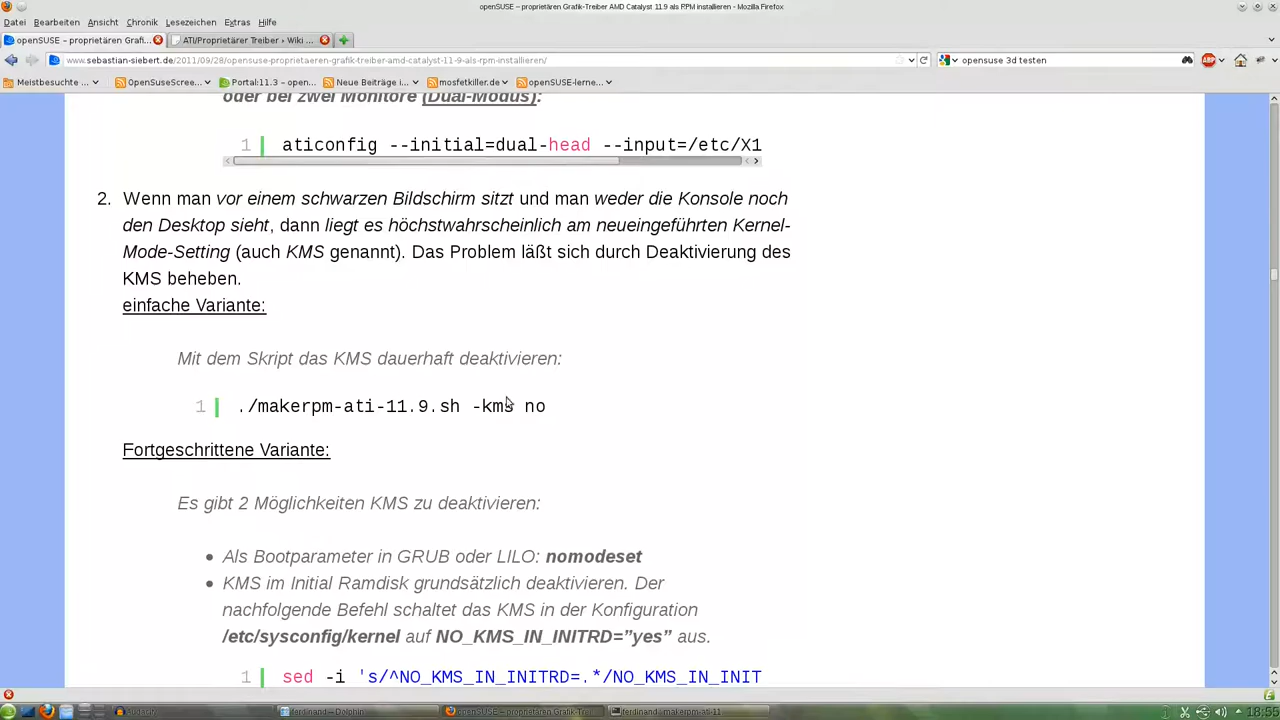 openSUSE – proprietären Grafik-Treiber AMD Catalyst 11.9 als RPM installieren - Mozilla Firefox
Datei Bearbeiten Ansicht Chronik Lesezeichen Extras Hilfe
openSUSE – proprietären Grafi... ATI/Proprietärer Treiber › Wiki ...
www.sebastian-siebert.de/2011/09/28/opensuse-proprietaeren-grafik-treiber-amd-catalyst-11-9-als-rpm-installieren/ opensuse 3d testen ABP
Meistbesuchte ... OpenSuseScree... Portal:11.3 – open... Neue Beiträge i... mosfetkiller.de openSUSE-lerne...
oder bei zwei Monitore (Dual-Modus):
1 aticonfig --initial=dual-head --input=/etc/X1
2. Wenn man vor einem schwarzen Bildschirm sitzt und man weder die Konsole noch
den Desktop sieht, dann liegt es höchstwahrscheinlich am neueingeführten Kernel-
Mode-Setting (auch KMS genannt). Das Problem läßt sich durch Deaktivierung des
KMS beheben.
einfache Variante:
Mit dem Skript das KMS dauerhaft deaktivieren:
1 ./makerpm-ati-11.9.sh -kms no
Fortgeschrittene Variante:
Es gibt 2 Möglichkeiten KMS zu deaktivieren:
• Als Bootparameter in GRUB oder LILO: nomodeset
• KMS im Initial Ramdisk grundsätzlich deaktivieren. Der
nachfolgende Befehl schaltet das KMS in der Konfiguration
/etc/sysconfig/kernel auf NO_KMS_IN_INITRD=”yes” aus.
1 sed -i 's/^NO_KMS_IN_INITRD=.*/NO_KMS_IN_INIT
ferdinand – Dolphin openSUSE – proprietären Grafik-Tre